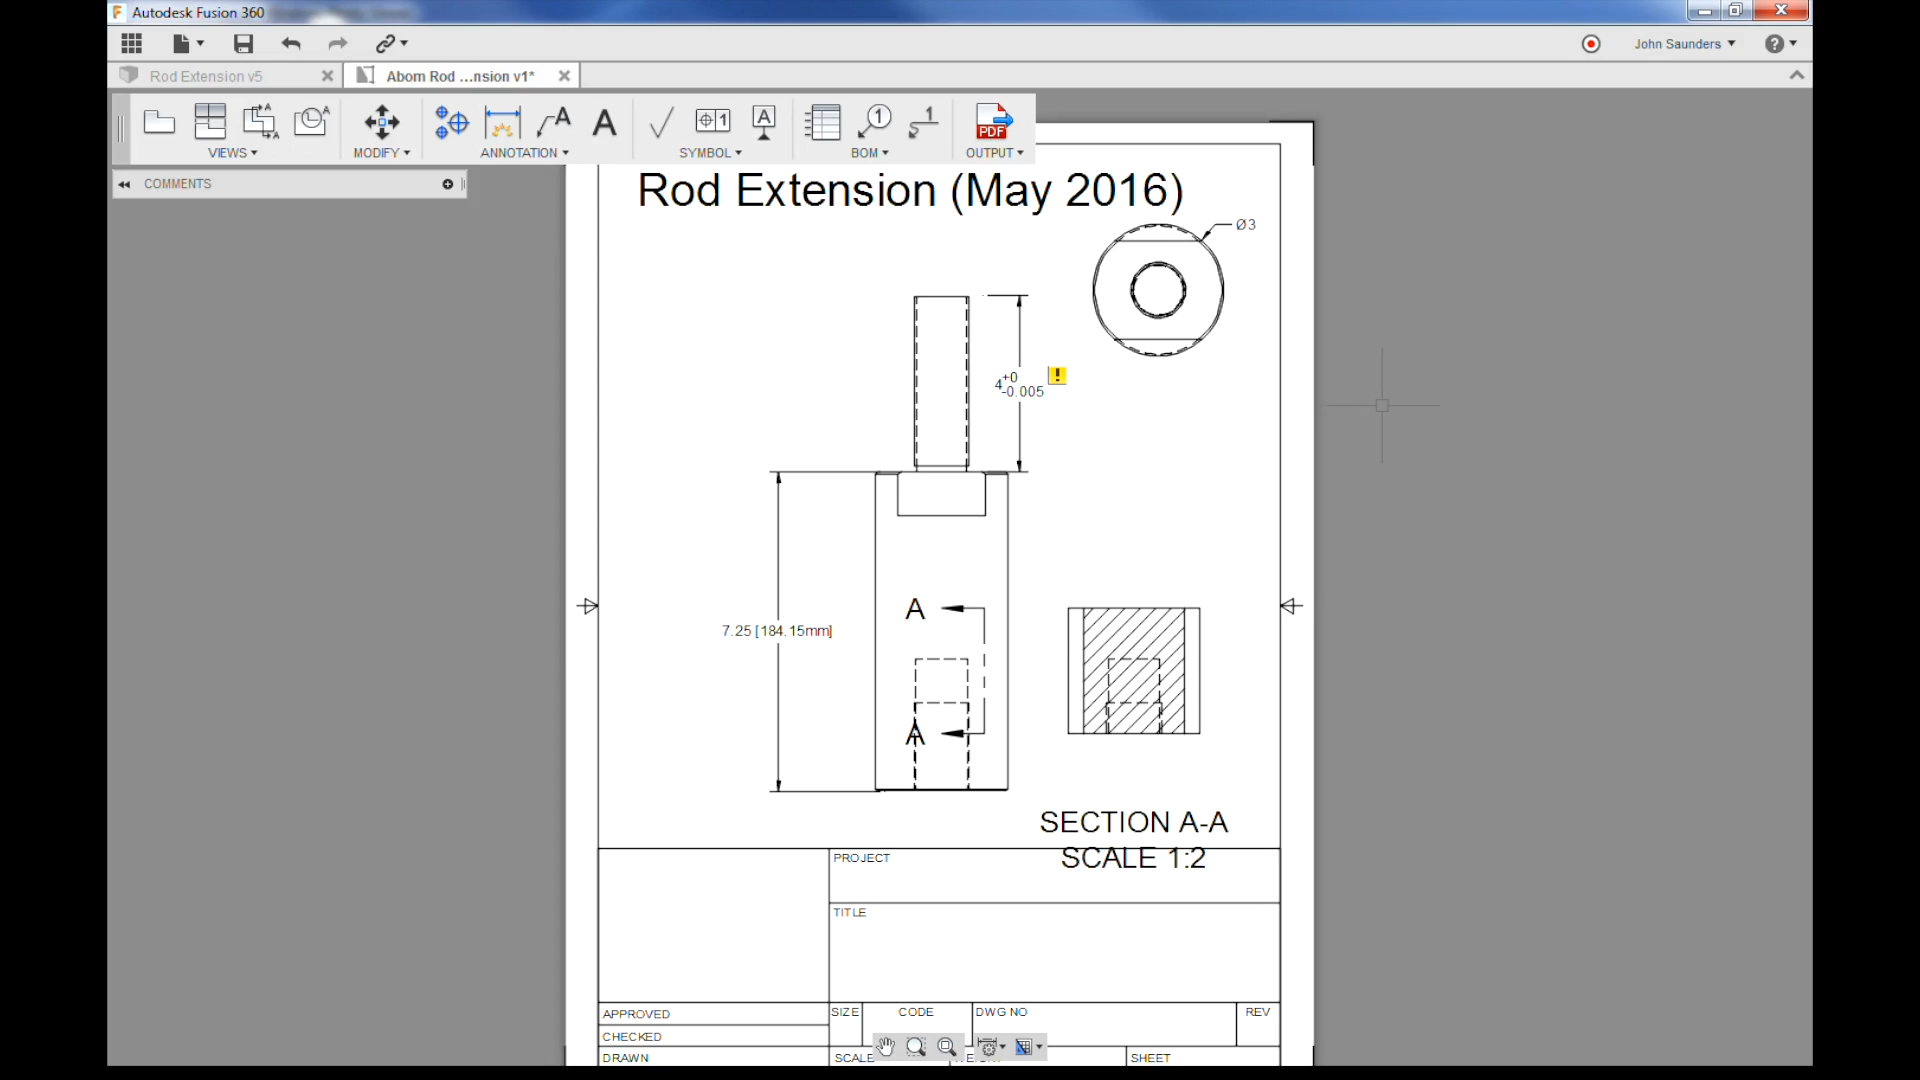 Autodesk Fusion 360
John Saunders
?
Rod Extension v5
Abom Rod ...nsion v1*
VIEWS
MODIFY
ANNOTATION
SYMBOL
BOM
OUTPUT
PDF
COMMENTS
Rod Extension (May 2016)
Ø3
4 +0
-0.005
!
A
7.25 [184.15mm]
A
SECTION A-A
SCALE 1:2
PROJECT
TITLE
APPROVED
SIZE
CODE
DWG NO
REV
CHECKED
DRAWN
SCALE
SHEET